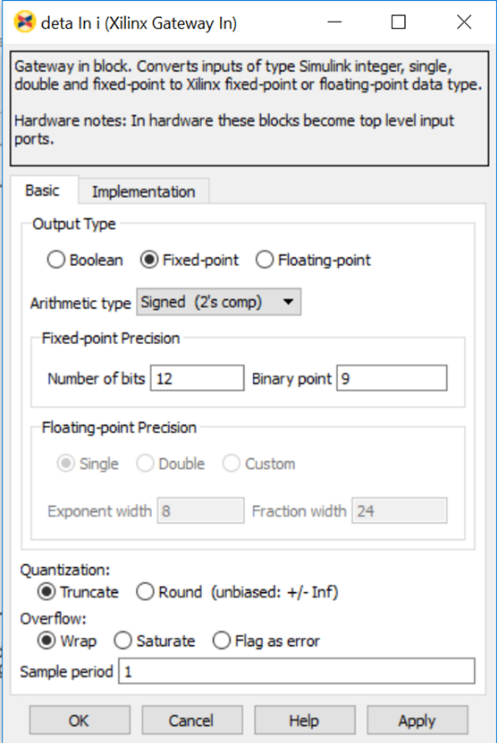 deta In i (Xilinx Gateway In)
Gateway in block. Converts inputs of type Simulink integer, single,
double and fixed-point to Xilinx fixed-point or floating-point data type.
Hardware notes: In hardware these blocks become top level input
ports.
Basic Implementation
Output Type
Boolean Fixed-point Floating-point
Arithmetic type Signed (2's comp)
Fixed-point Precision
Number of bits 12 Binary point 9
Floating-point Precision
Single Double Custom
Exponent width 8 Fraction width 24
Quantization:
Truncate Round (unbiased: +/- Inf)
Overflow:
Wrap Saturate Flag as error
Sample period 1
OK Cancel Help Apply